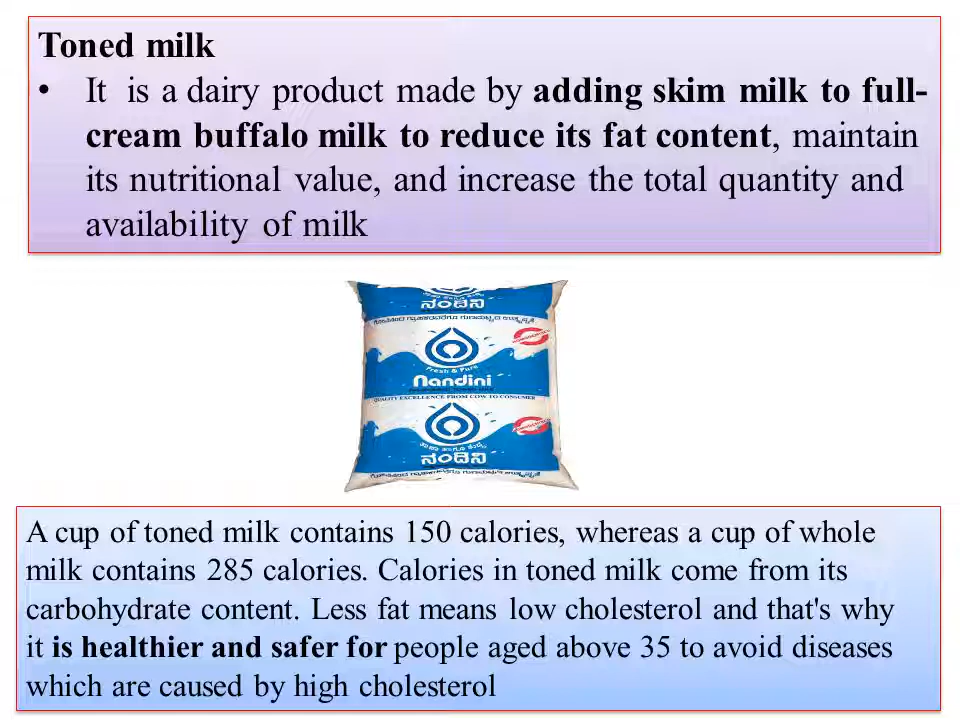 Toned milk
• It is a dairy product made by adding skim milk to full-
cream buffalo milk to reduce its fat content, maintain
its nutritional value, and increase the total quantity and
availability of milk
ನಂದಿನಿ
Fresh & Pure
Nandini
QUALITY EXCELLENCE FROM COW TO CONSUMER
ನಂದಿನಿ
A cup of toned milk contains 150 calories, whereas a cup of whole
milk contains 285 calories. Calories in toned milk come from its
carbohydrate content. Less fat means low cholesterol and that's why
it is healthier and safer for people aged above 35 to avoid diseases
which are caused by high cholesterol